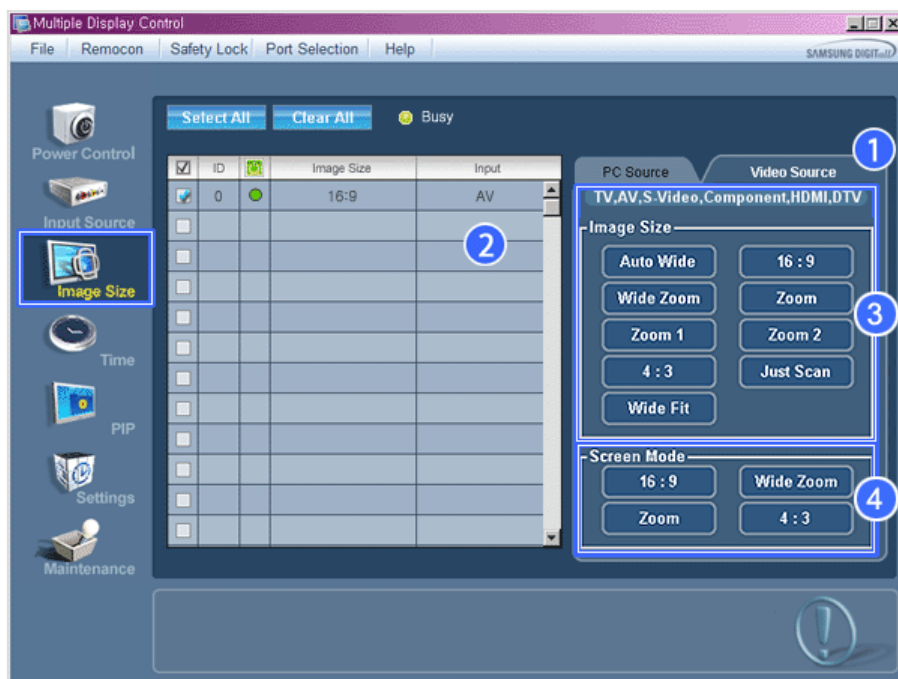 Multiple Display Control
File Remocon Safety Lock Port Selection Help
SAMSUNG DIGITall
Select All Clear All Busy
Power Control
Input Source
Image Size
Time
PIP
Settings
Maintenance
ID Image Size Input
0 16:9 AV
2
1
PC Source Video Source
TV,AV,S-Video,Component,HDMI,DTV
Image Size
Auto Wide 16 : 9
Wide Zoom Zoom
3
Zoom 1 Zoom 2
4 : 3 Just Scan
Wide Fit
Screen Mode
16 : 9 Wide Zoom
4
Zoom 4 : 3